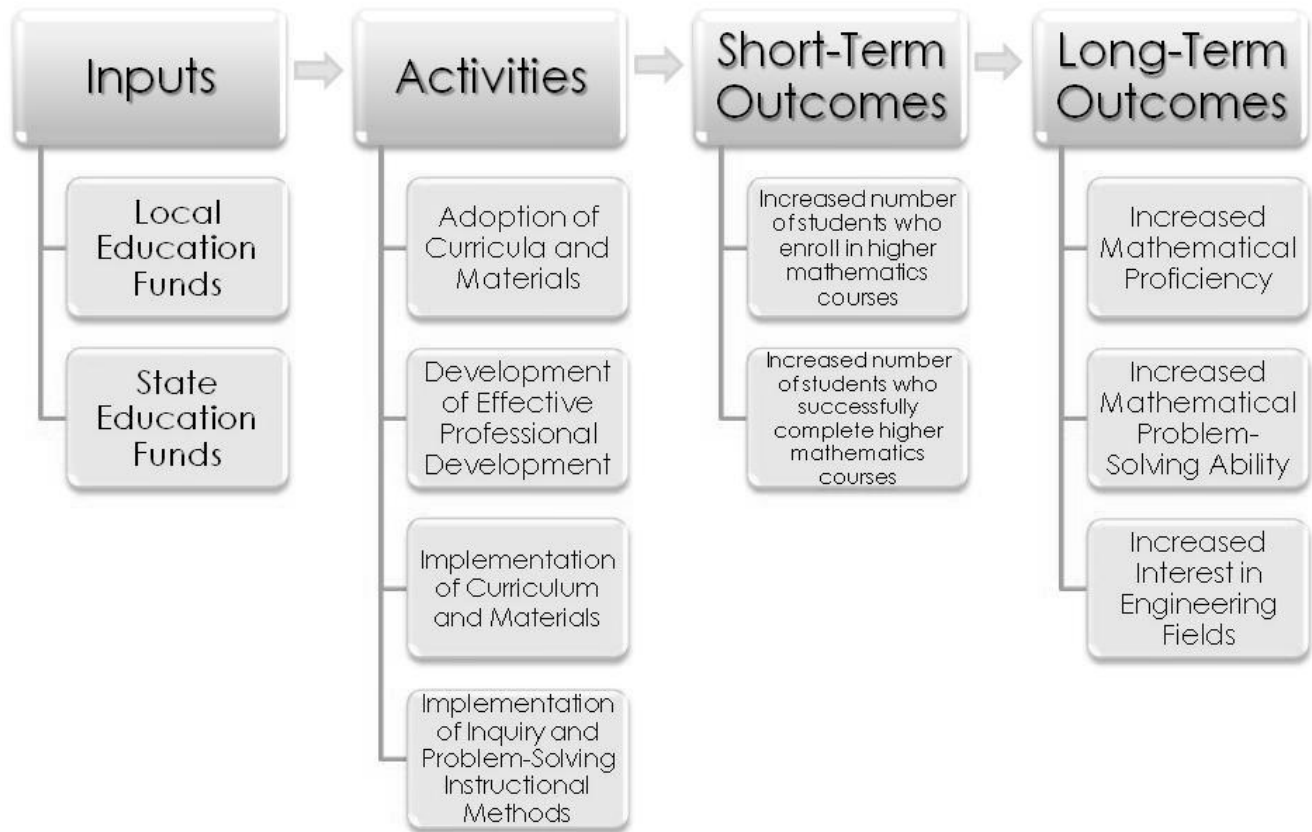 Inputs
Local
Education
Funds
State
Education
Funds
Activities
Adoption of
Curricula and
Materials
Development
of Effective
Professional
Development
Implementation
of Curriculum
and Materials
Implementation
of Inquiry and
Problem-Solving
Instructional
Methods
Short-Term
Outcomes
Increased number
of students who
enroll in higher
mathematics
courses
Increased number
of students who
successfully
complete higher
mathematics
courses
Long-Term
Outcomes
Increased
Mathematical
Proficiency
Increased
Mathematical
Problem-
Solving Ability
Increased
Interest in
Engineering
Fields